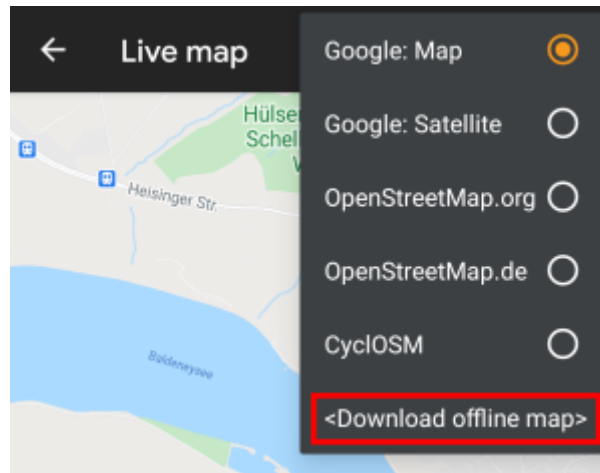 Live map
Google: Map
Google: Satellite
OpenStreetMap.org
OpenStreetMap.de
CyclOSM
<Download offline map>
Hülse
Schel
Heisinger Str.
Baldeneysee